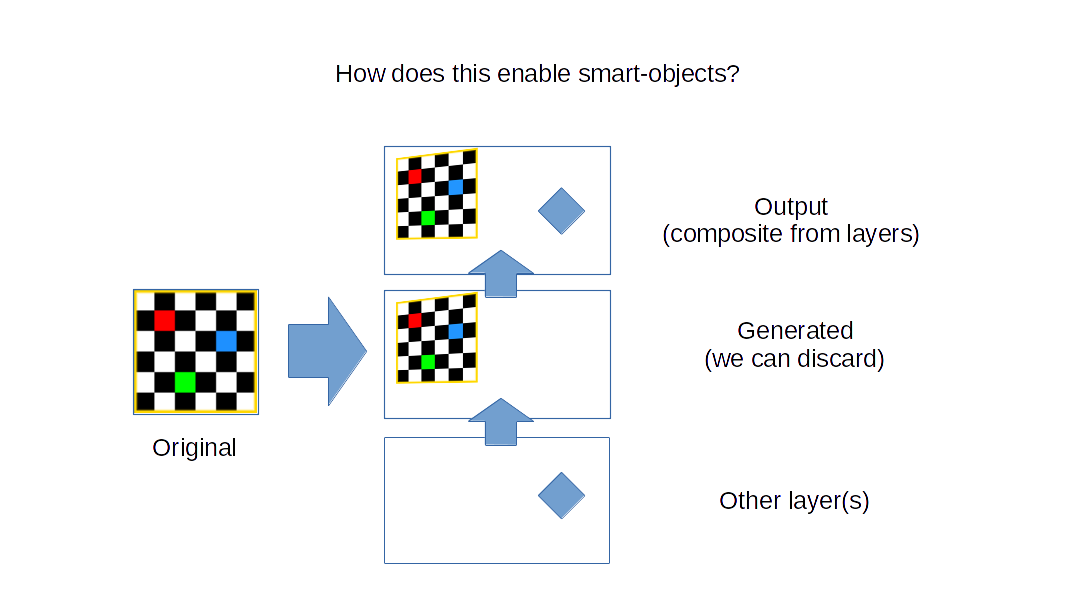 How does this enable smart-objects?
Output
(composite from layers)
Generated
(we can discard)
Original
Other layer(s)